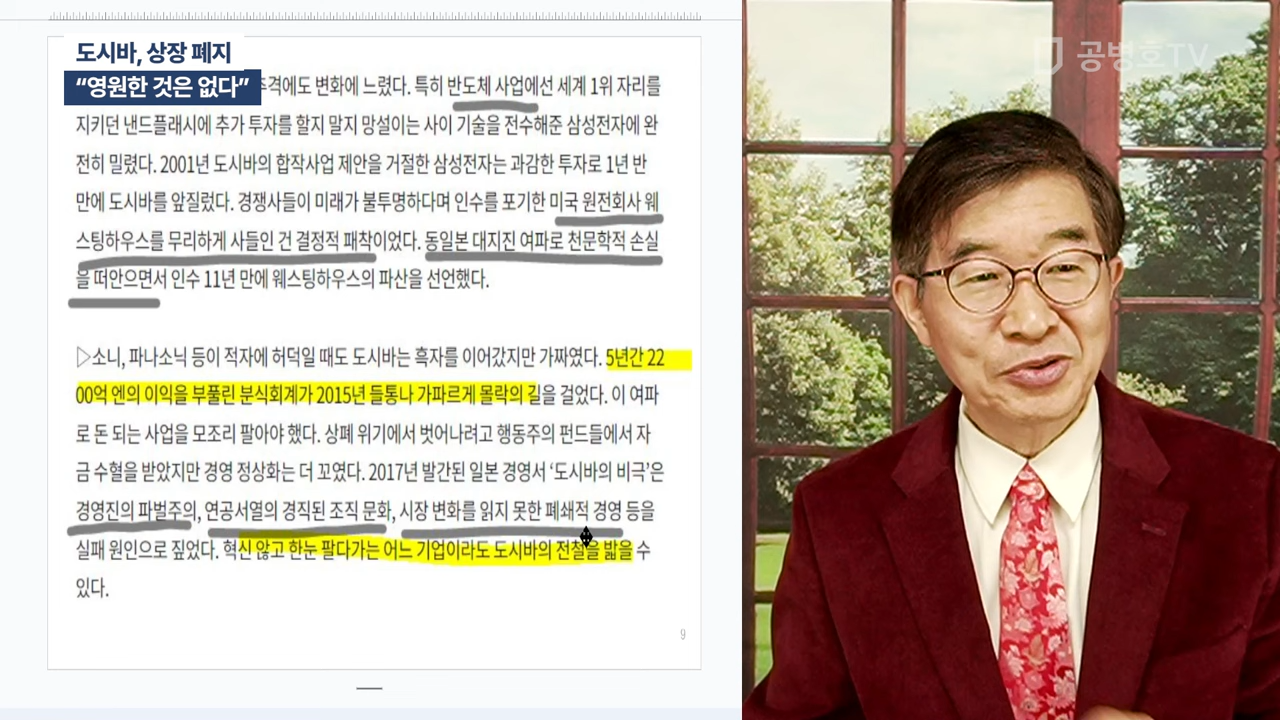 도시바, 상장 폐지
“영원한 것은 없다”
추격에도 변화에 느렸다. 특히 반도체 사업에선 세계 1위 자리를
지키던 낸드플래시에 추가 투자를 할지 말지 망설이는 사이 기술을 전수해준 삼성전자에 완
전히 밀렸다. 2001년 도시바의 합작사업 제안을 거절한 삼성전자는 과감한 투자로 1년 반
만에 도시바를 앞질렀다. 경쟁사들이 미래가 불투명하다며 인수를 포기한 미국 원전회사 웨
스팅하우스를 무리하게 사들인 건 결정적 패착이었다. 동일본 대지진 여파로 천문학적 손실
을 떠안으면서 인수 11년 만에 웨스팅하우스의 파산을 선언했다.
▷소니, 파나소닉 등이 적자에 허덕일 때도 도시바는 흑자를 이어갔지만 가짜였다. 5년간 22
00억 엔의 이익을 부풀린 분식회계가 2015년 들통나 가파르게 몰락의 길을 걸었다. 이 여파
로 돈 되는 사업을 모조리 팔아야 했다. 상폐 위기에서 벗어나려고 행동주의 펀드들에서 자
금 수혈을 받았지만 경영 정상화는 더 꼬였다. 2017년 발간된 일본 경영서 ‘도시바의 비극’은
경영진의 파벌주의, 연공서열의 경직된 조직 문화, 시장 변화를 읽지 못한 폐쇄적 경영 등을
실패 원인으로 짚었다. 혁신 않고 한눈 팔다가는 어느 기업이라도 도시바의 전철을 밟을 수
있다.
9
공병호TV